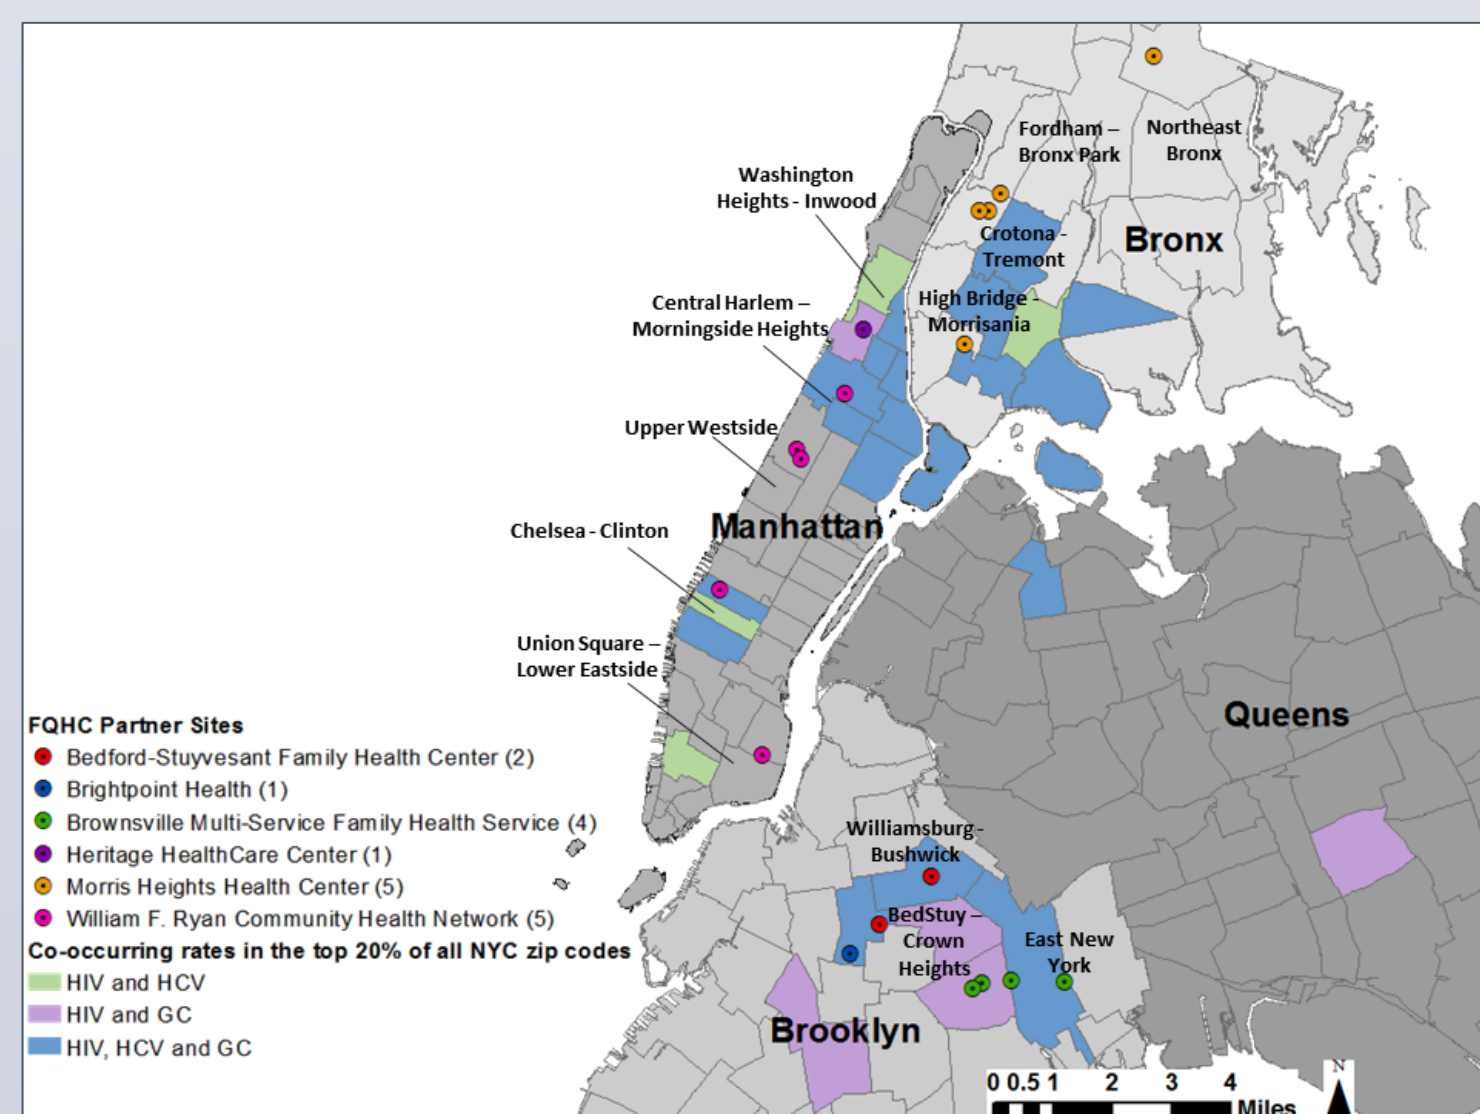 Fordham –
Bronx Park
Northeast
Bronx
Washington
Heights - Inwood
Crotona -
Tremont
Bronx
Central Harlem –
Morningside Heights
High Bridge -
Morrisania
Upper Westside
Manhattan
Chelsea - Clinton
Union Square –
Lower Eastside
Queens
FQHC Partner Sites
Bedford-Stuyvesant Family Health Center (2)
Brightpoint Health (1)
Brownsville Multi-Service Family Health Service (4)
Heritage HealthCare Center (1)
Morris Heights Health Center (5)
William F. Ryan Community Health Network (5)
Co-occurring rates in the top 20% of all NYC zip codes
HIV and HCV
HIV and GC
HIV, HCV and GC
Williamsburg -
Bushwick
BedStuy –
Crown
Heights
East New
York
Brooklyn
N
0 0.5 1 2 3 4
Miles